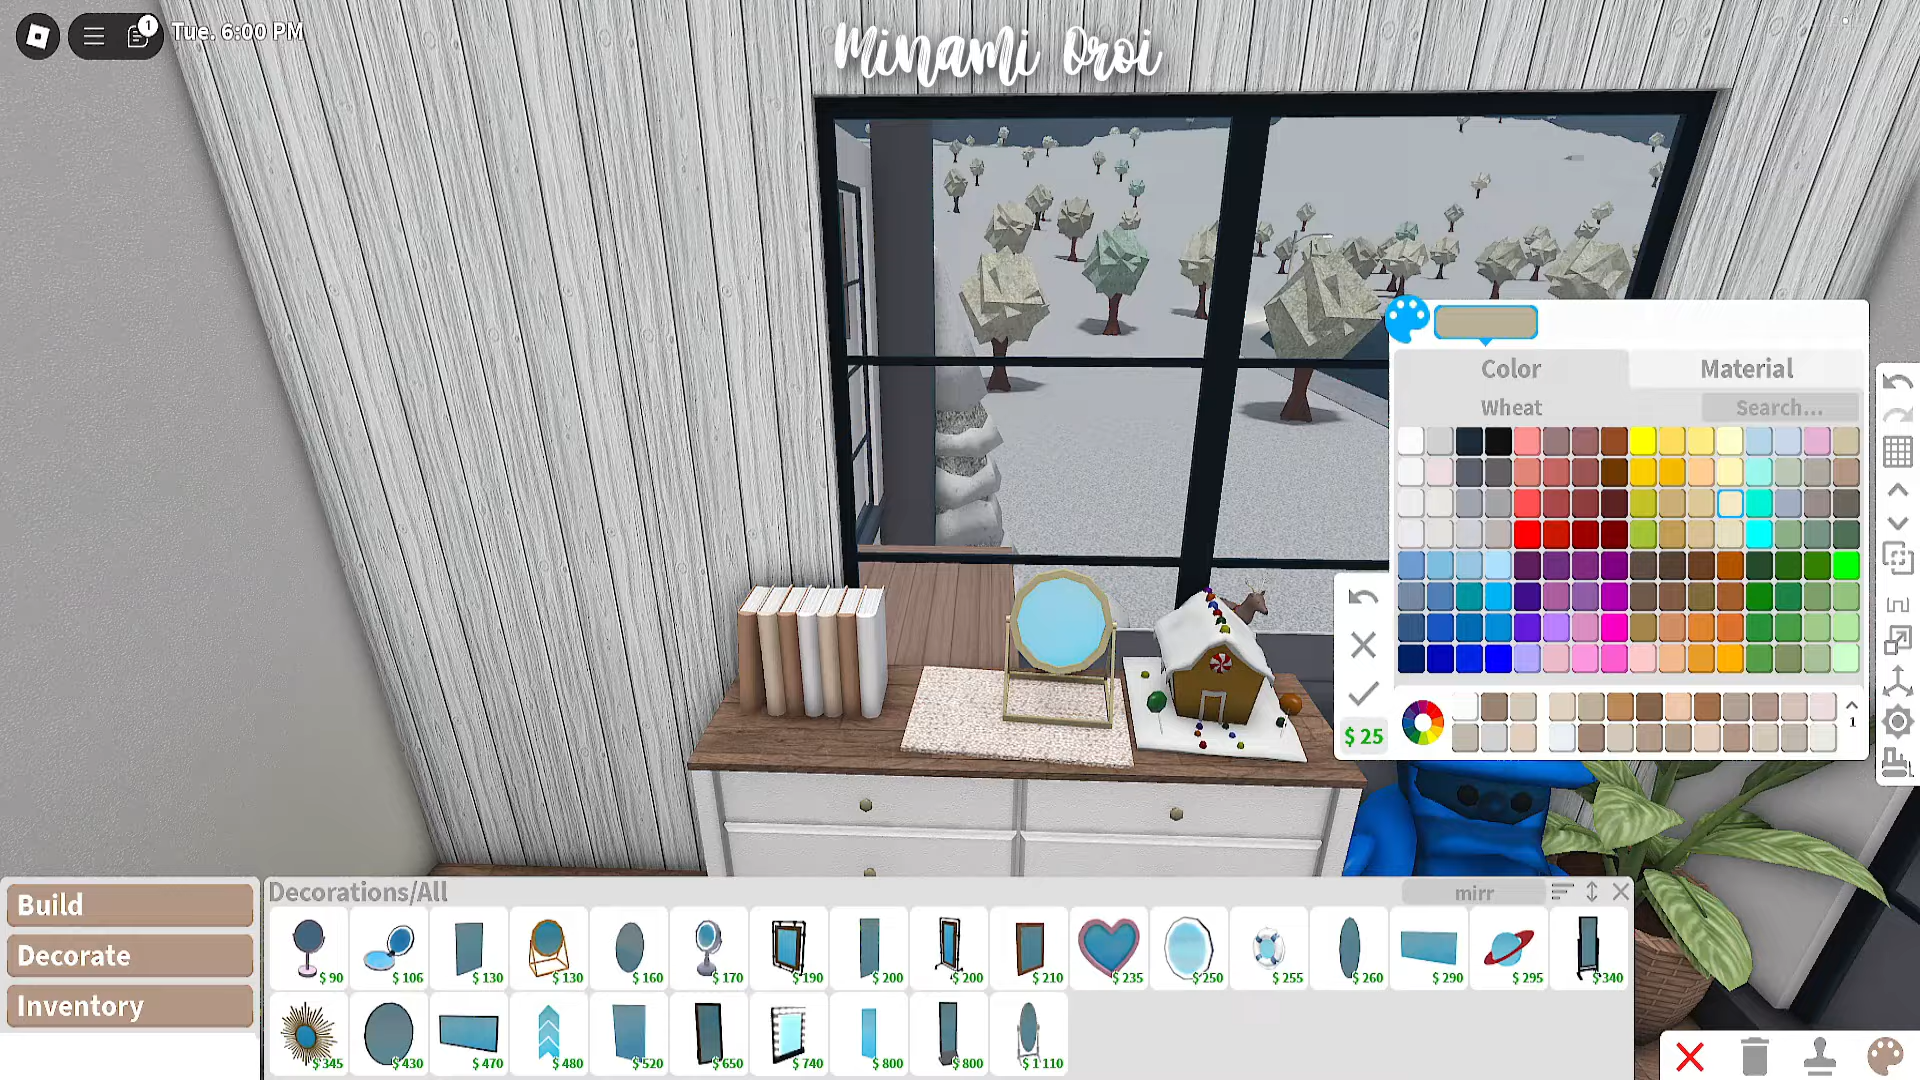 1
Tue. 6:00 PM
Minami Oroi
Color
Material
Wheat
Search...
1
$ 25
Build
Decorate
Inventory
Decorations/All
mirr
$ 90
$ 106
$ 130
$ 130
$ 160
$ 170
$ 190
$ 200
$ 200
$ 210
$ 235
$ 250
$ 255
$ 260
$ 290
$ 295
$ 340
$ 345
$ 430
$ 470
$ 480
$ 520
$ 650
$ 740
$ 800
$ 800
$ 1 110